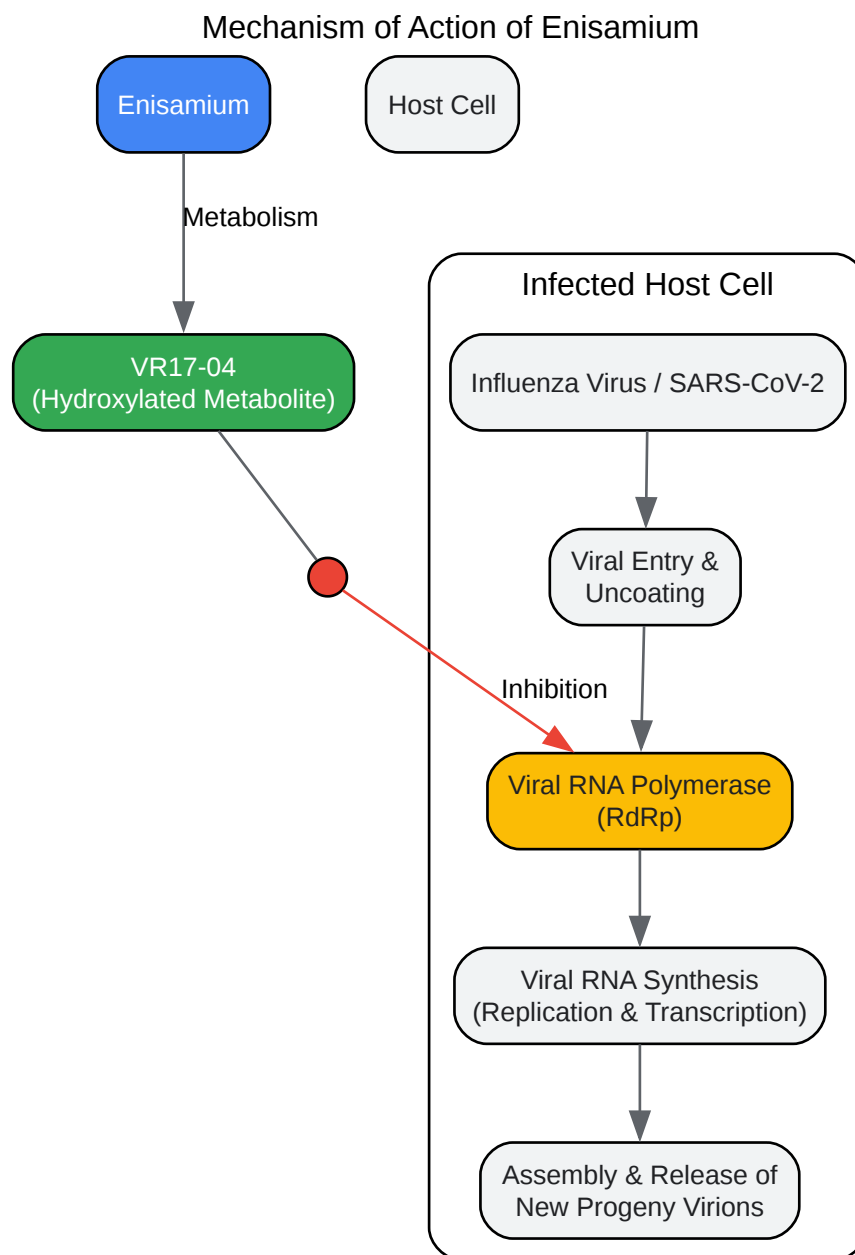 Mechanism of Action of Enisamium
Enisamium
Host Cell
Metabolism
Infected Host Cell
VR17-04
(Hydroxylated Metabolite)
Influenza Virus / SARS-CoV-2
Viral Entry &
Uncoating
Inhibition
Viral RNA Polymerase
(RdRp)
Viral RNA Synthesis
(Replication & Transcription)
Assembly & Release of
New Progeny Virions